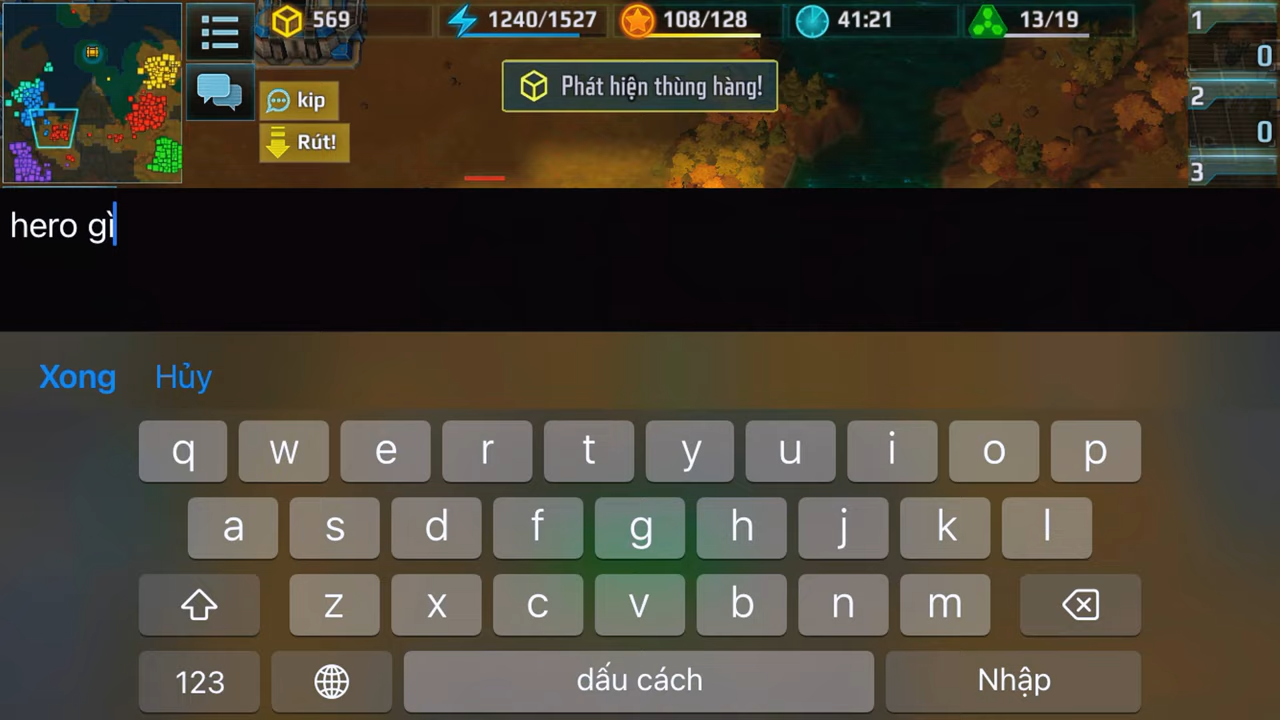 569 1240/1527 108/128 41:21 13/19 1
Phát hiện thùng hàng!
0
kip
2
Rút!
0
3
hero gì
Xong Hủy
q w e r t y u i o p
a s d f g h j k l
z x c v b n m
123 dấu cách Nhập